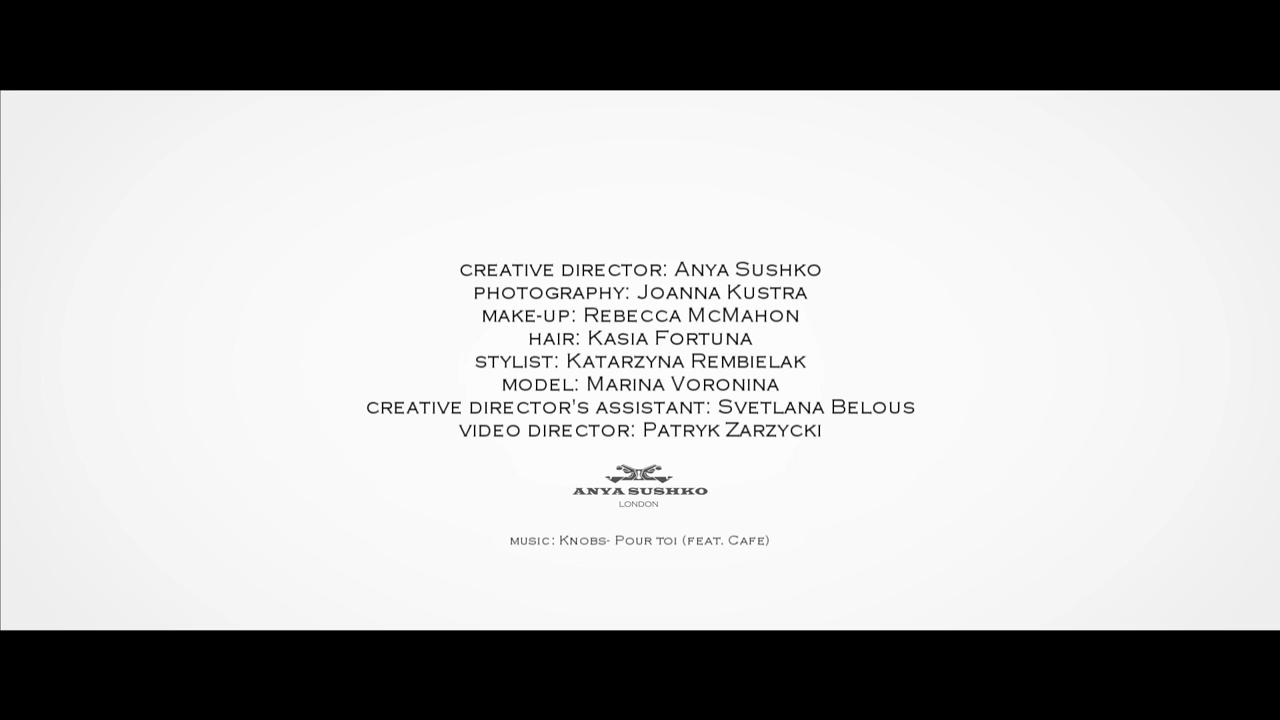 CREATIVE DIRECTOR: ANYA SUSHKO
PHOTOGRAPHY: JOANNA KUSTRA
MAKE-UP: REBECCA MCMAHON
HAIR: KASIA FORTUNA
STYLIST: KATARZYNA REMBIELAK
MODEL: MARINA VORONINA
CREATIVE DIRECTOR'S ASSISTANT: SVETLANA BELOUS
VIDEO DIRECTOR: PATRYK ZARZYCKI
ANYA SUSHKO
LONDON
MUSIC: KNOBS- POUR TOI (FEAT. CAFE)